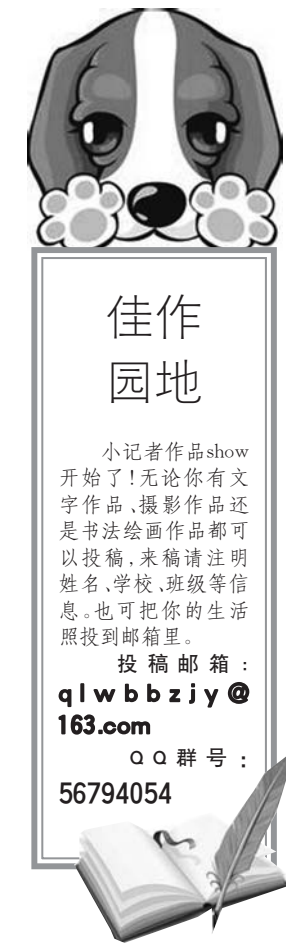 佳作
园地
小记者作品show
开始了！无论你有文
字作品、摄影作品还
是书法绘画作品都可
以投稿，来稿请注明
姓名、学校、班级等信
息。也可把你的生活
照投到邮箱里。
投稿邮箱：
qlwbbzjy@
163.com
QQ群号：
56794054